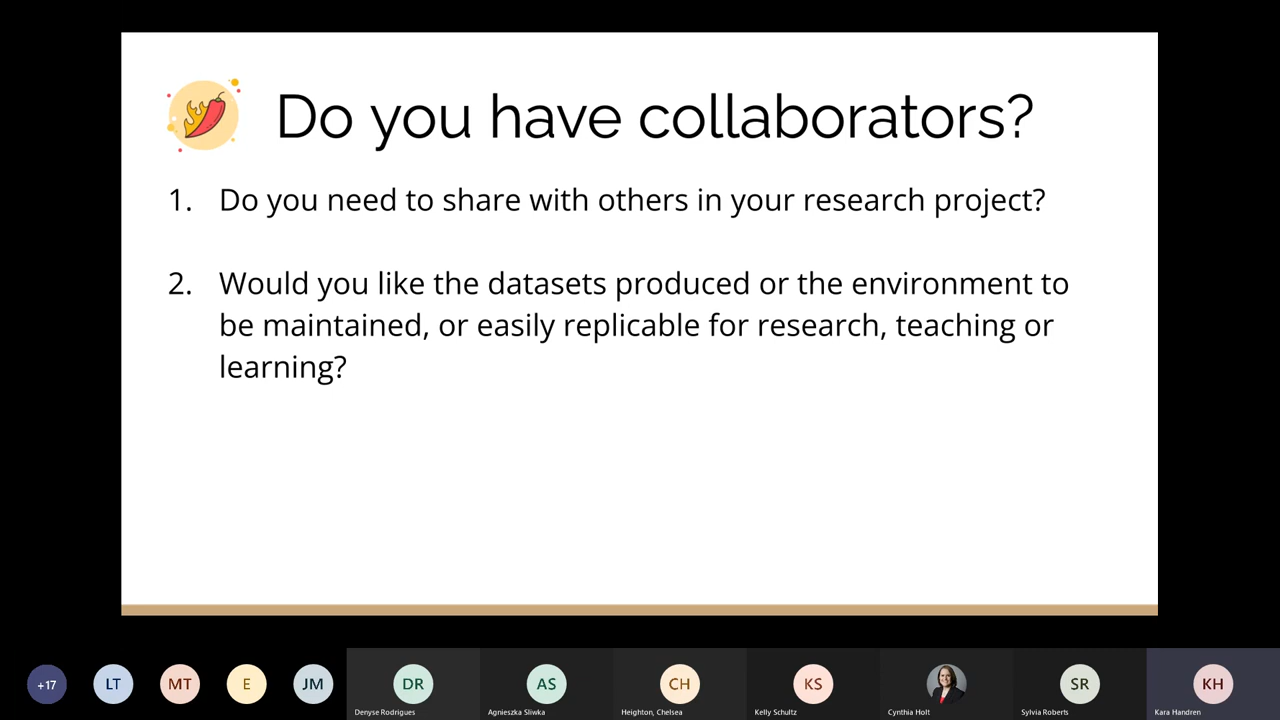 Do you have collaborators?
1. Do you need to share with others in your research project?
2. Would you like the datasets produced or the environment to
be maintained, or easily replicable for research, teaching or
learning?
+17
LT
MT
E
JM
DR
AS
CH
KS
SR
KH
Denyse Rodrigues
Agnieszka Sliwka
Heighton, Chelsea
Kelly Schultz
Cynthia Holt
Sylvia Roberts
Kara Handren